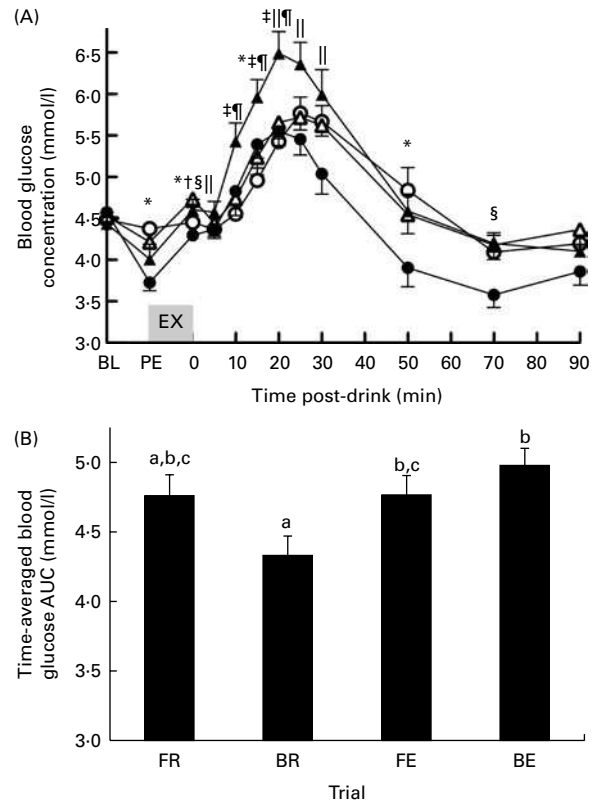 (A)
Blood glucose
concentration (mmol/l)
6·5
6·0
5·5
5·0
4·5
4·0
3·5
3·0
*
*†§||
‡¶
*‡¶
‡||¶
||
||
*
§
EX
BL PE 0 10 20 30 40 50 60 70 80 90
Time post-drink (min)
(B)
Time-averaged blood
glucose AUC (mmol/l)
5·0
4·5
4·0
3·5
3·0
a,b,c
a
b,c
b
FR BR FE BE
Trial